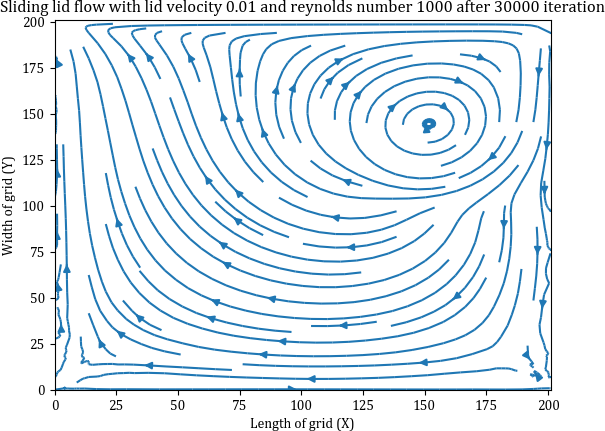 Sliding lid flow with lid velocity 0.01 and reynolds number 1000 after 30000 iteration
200
175
150
125
100
75
50
25
0
Width of grid (Y)
0 25 50 75 100 125 150 175 200
Length of grid (X)